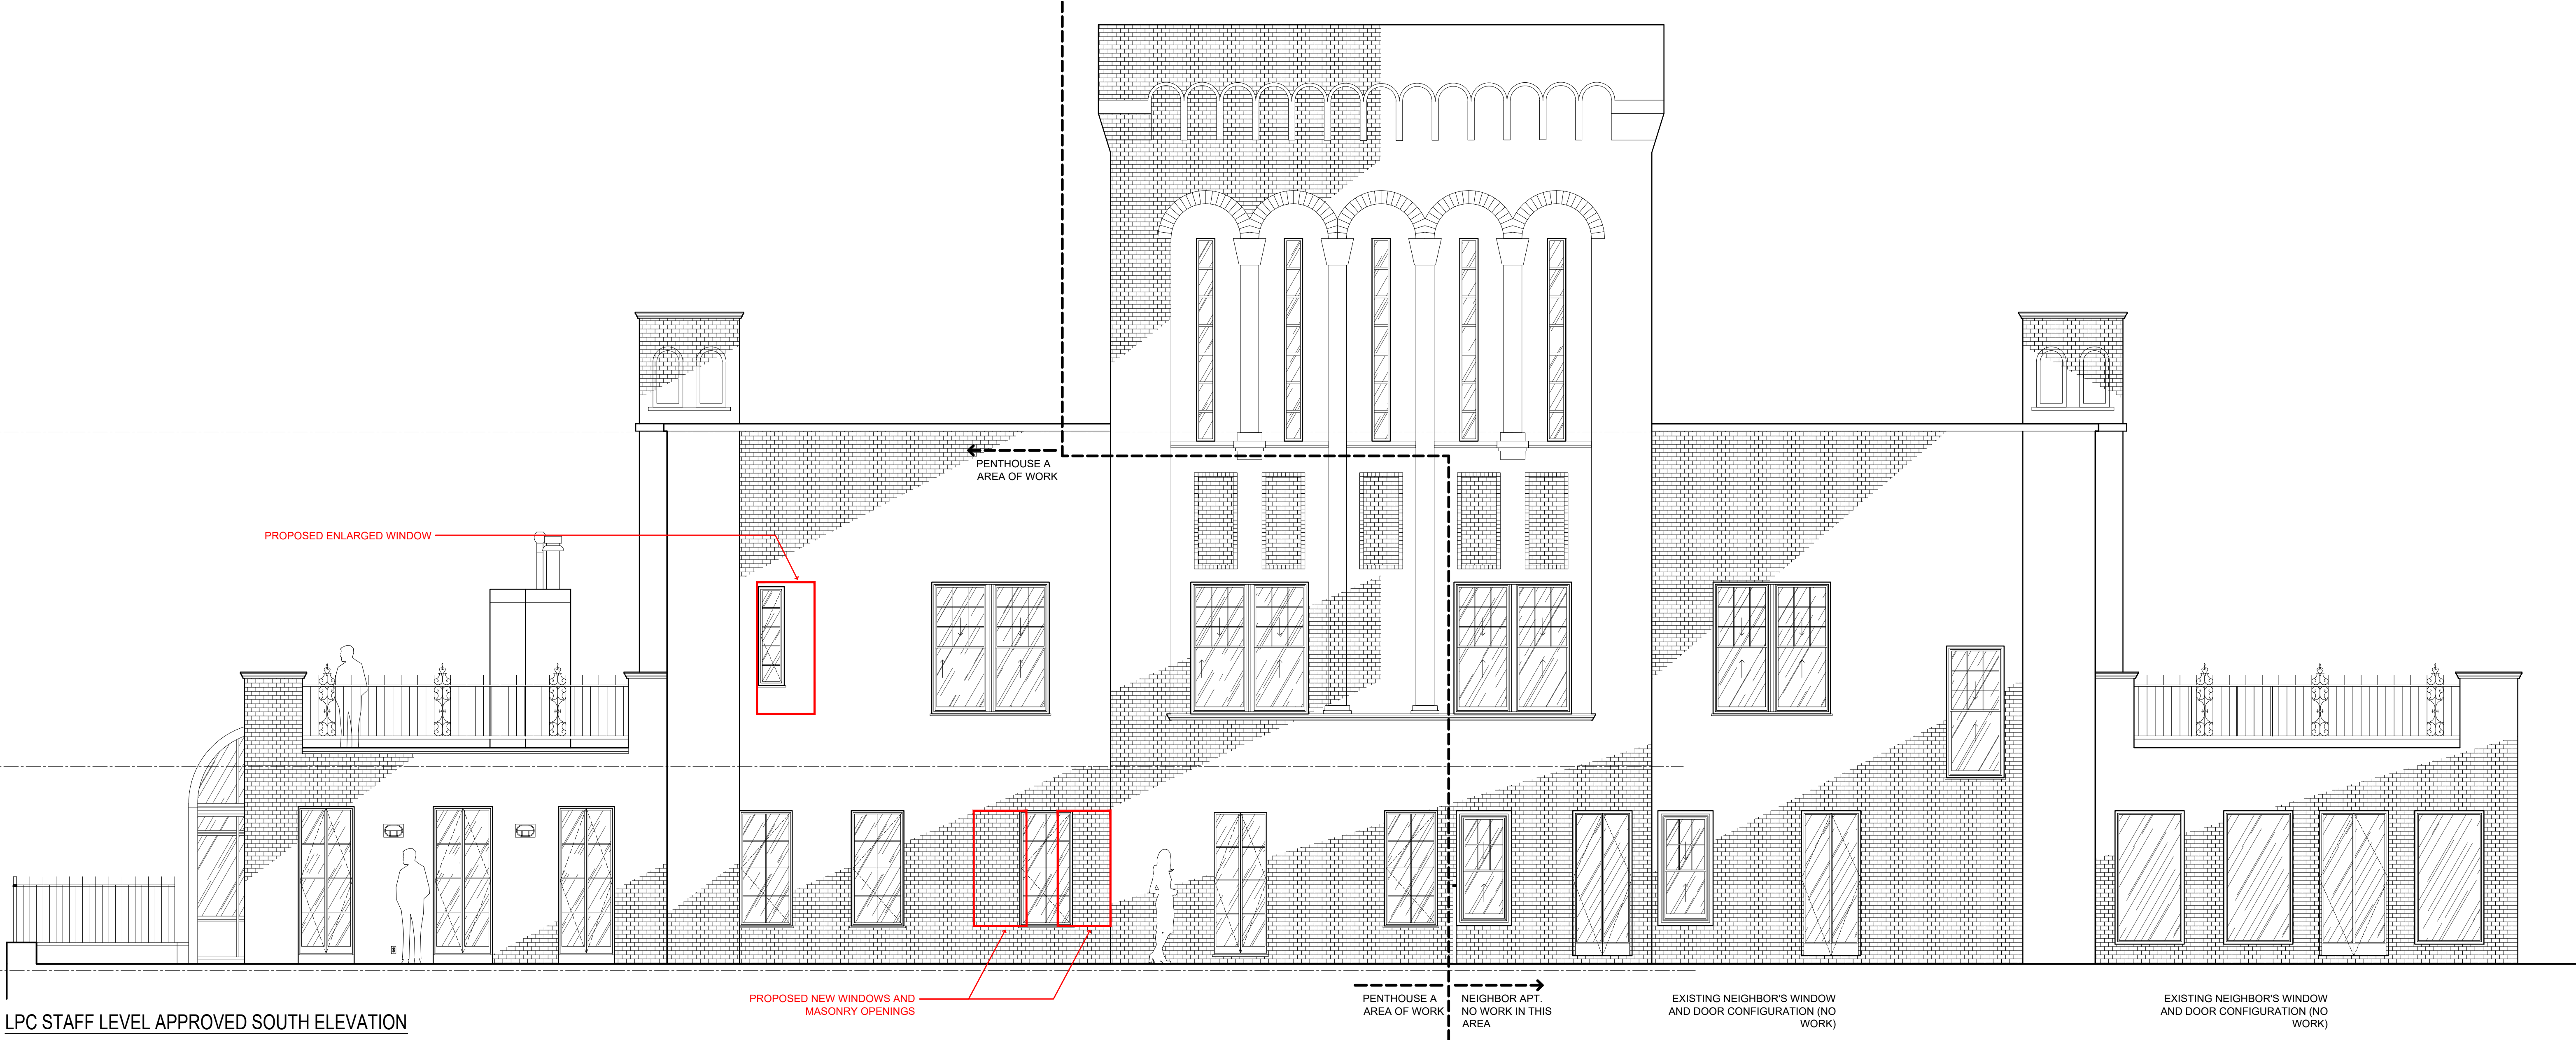 PENTHOUSE A
AREA OF WORK
PROPOSED ENLARGED WINDOW
PROPOSED NEW WINDOWS AND
MASONRY OPENINGS
PENTHOUSE A
AREA OF WORK
NEIGHBOR APT.
NO WORK IN THIS
AREA
EXISTING NEIGHBOR'S WINDOW
AND DOOR CONFIGURATION (NO
WORK)
EXISTING NEIGHBOR'S WINDOW
AND DOOR CONFIGURATION (NO
WORK)
LPC STAFF LEVEL APPROVED SOUTH ELEVATION